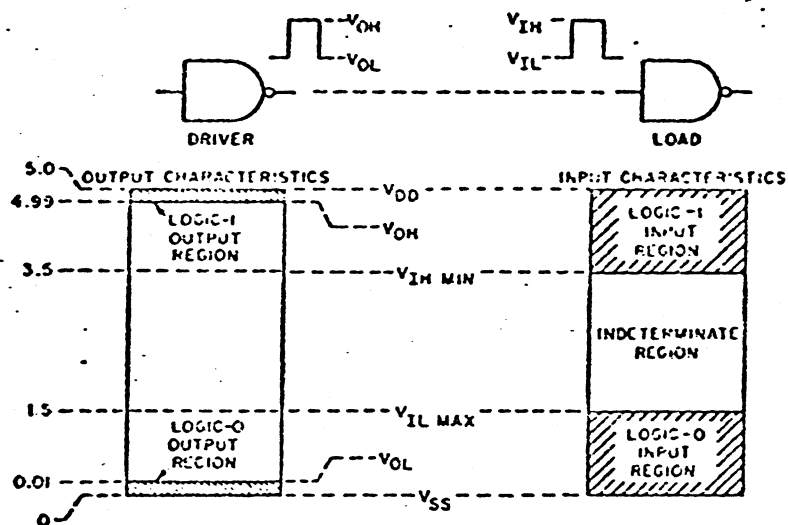 VOH
VOL
VIH
VIL
DRIVER
LOAD
5.0
OUTPUT CHARACTERISTICS
INPUT CHARACTERISTICS
VDD
4.99
LOGIC-1
OUTPUT
REGION
VOH
LOGIC-1
INPUT
REGION
3.5
VIH MIN
INDETERMINATE
REGION
1.5
VIL MAX
LOGIC-0
OUTPUT
REGION
LOGIC-0
INPUT
REGION
VOL
0.01
VSS
0